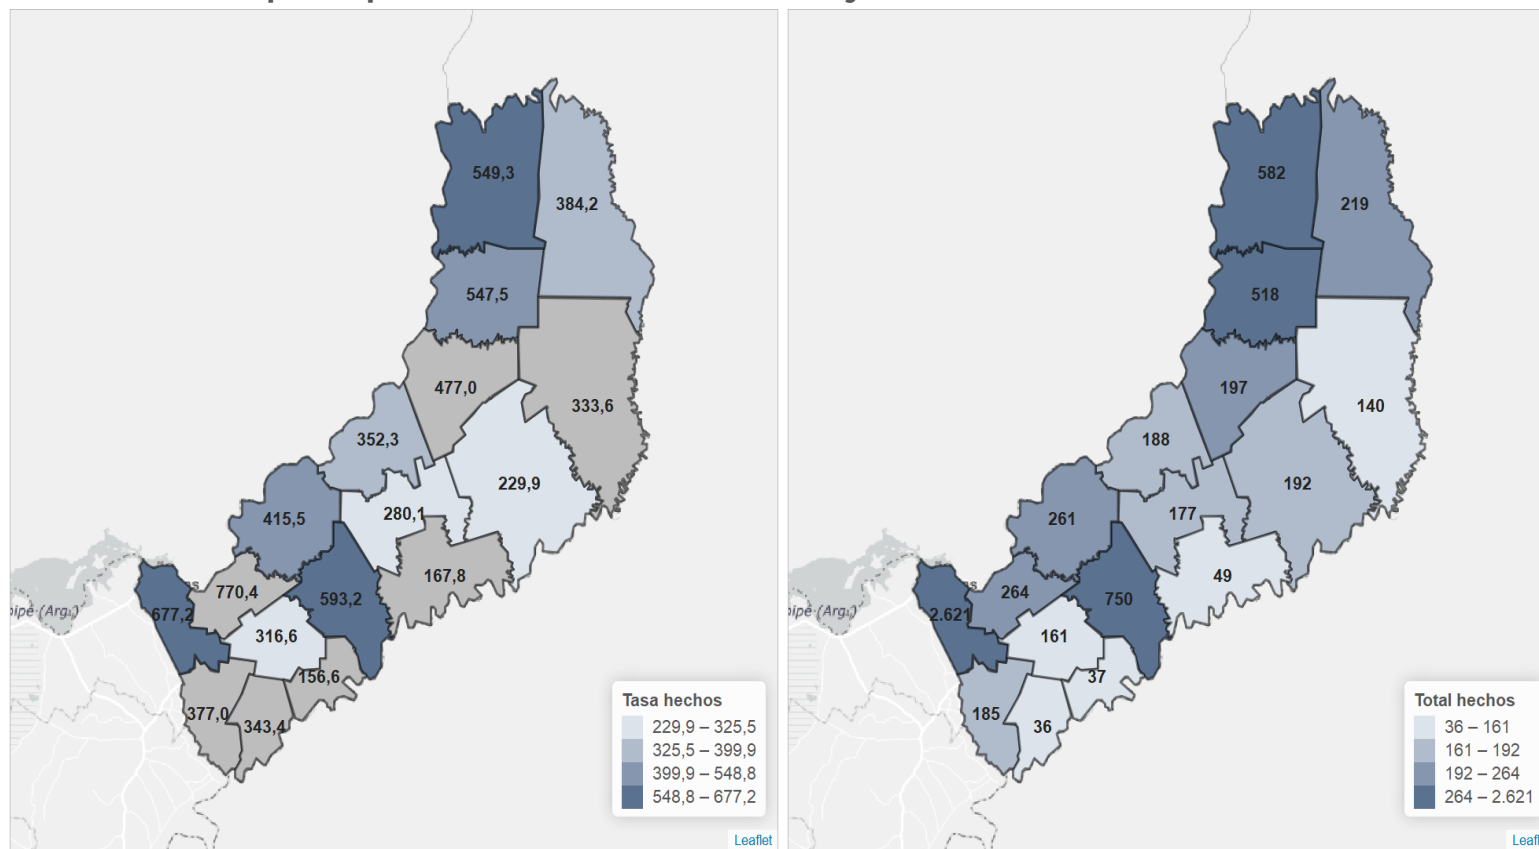 549,3
384,2
547,5
477,0
333,6
352,3
229,9
415,5
280,1
167,8
770,4
593,2
677,2
316,6
156,6
377,0
343,4
(Arg.)
Tasa hechos
229,9 – 325,5
325,5 – 399,9
399,9 – 548,8
548,8 – 677,2
Leaflet
582
219
518
197
140
188
192
261
177
49
264
750
2.621
161
37
185
36
(Arg.)
Total hechos
36 – 161
161 – 192
192 – 264
264 – 2.621
Leafl